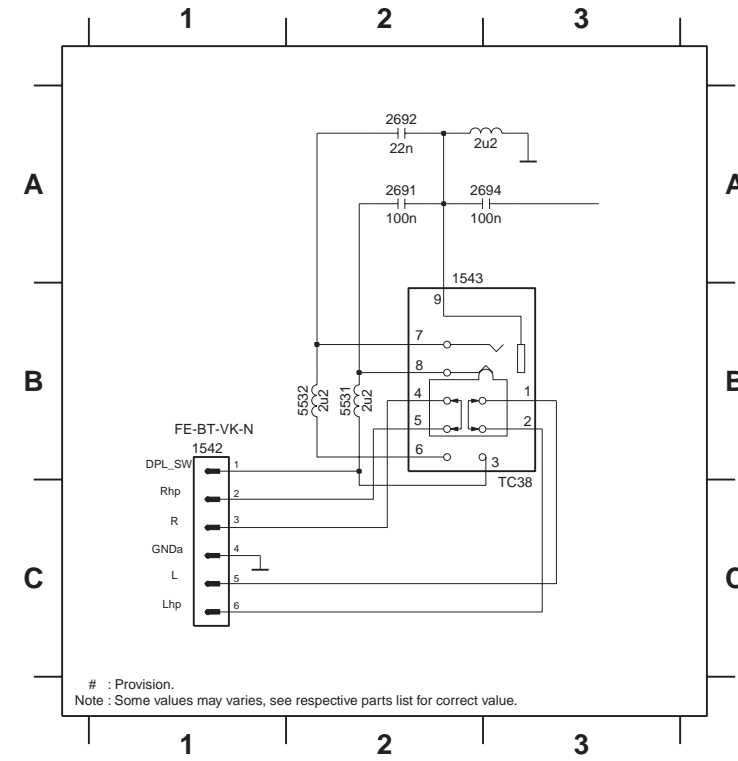 1 2 3
A
A
B
B
C
C
2692
22n
2u2
2691
100n
2694
100n
1543
9
7
8
4
5
6
1
2
3
TC38
5532
2u2
5531
2u2
FE-BT-VK-N
1542
DPL_SW 1
Rhp 2
R 3
GNDa 4
L 5
Lhp 6
# : Provision.
Note : Some values may varies, see respective parts list for correct value.
1 2 3